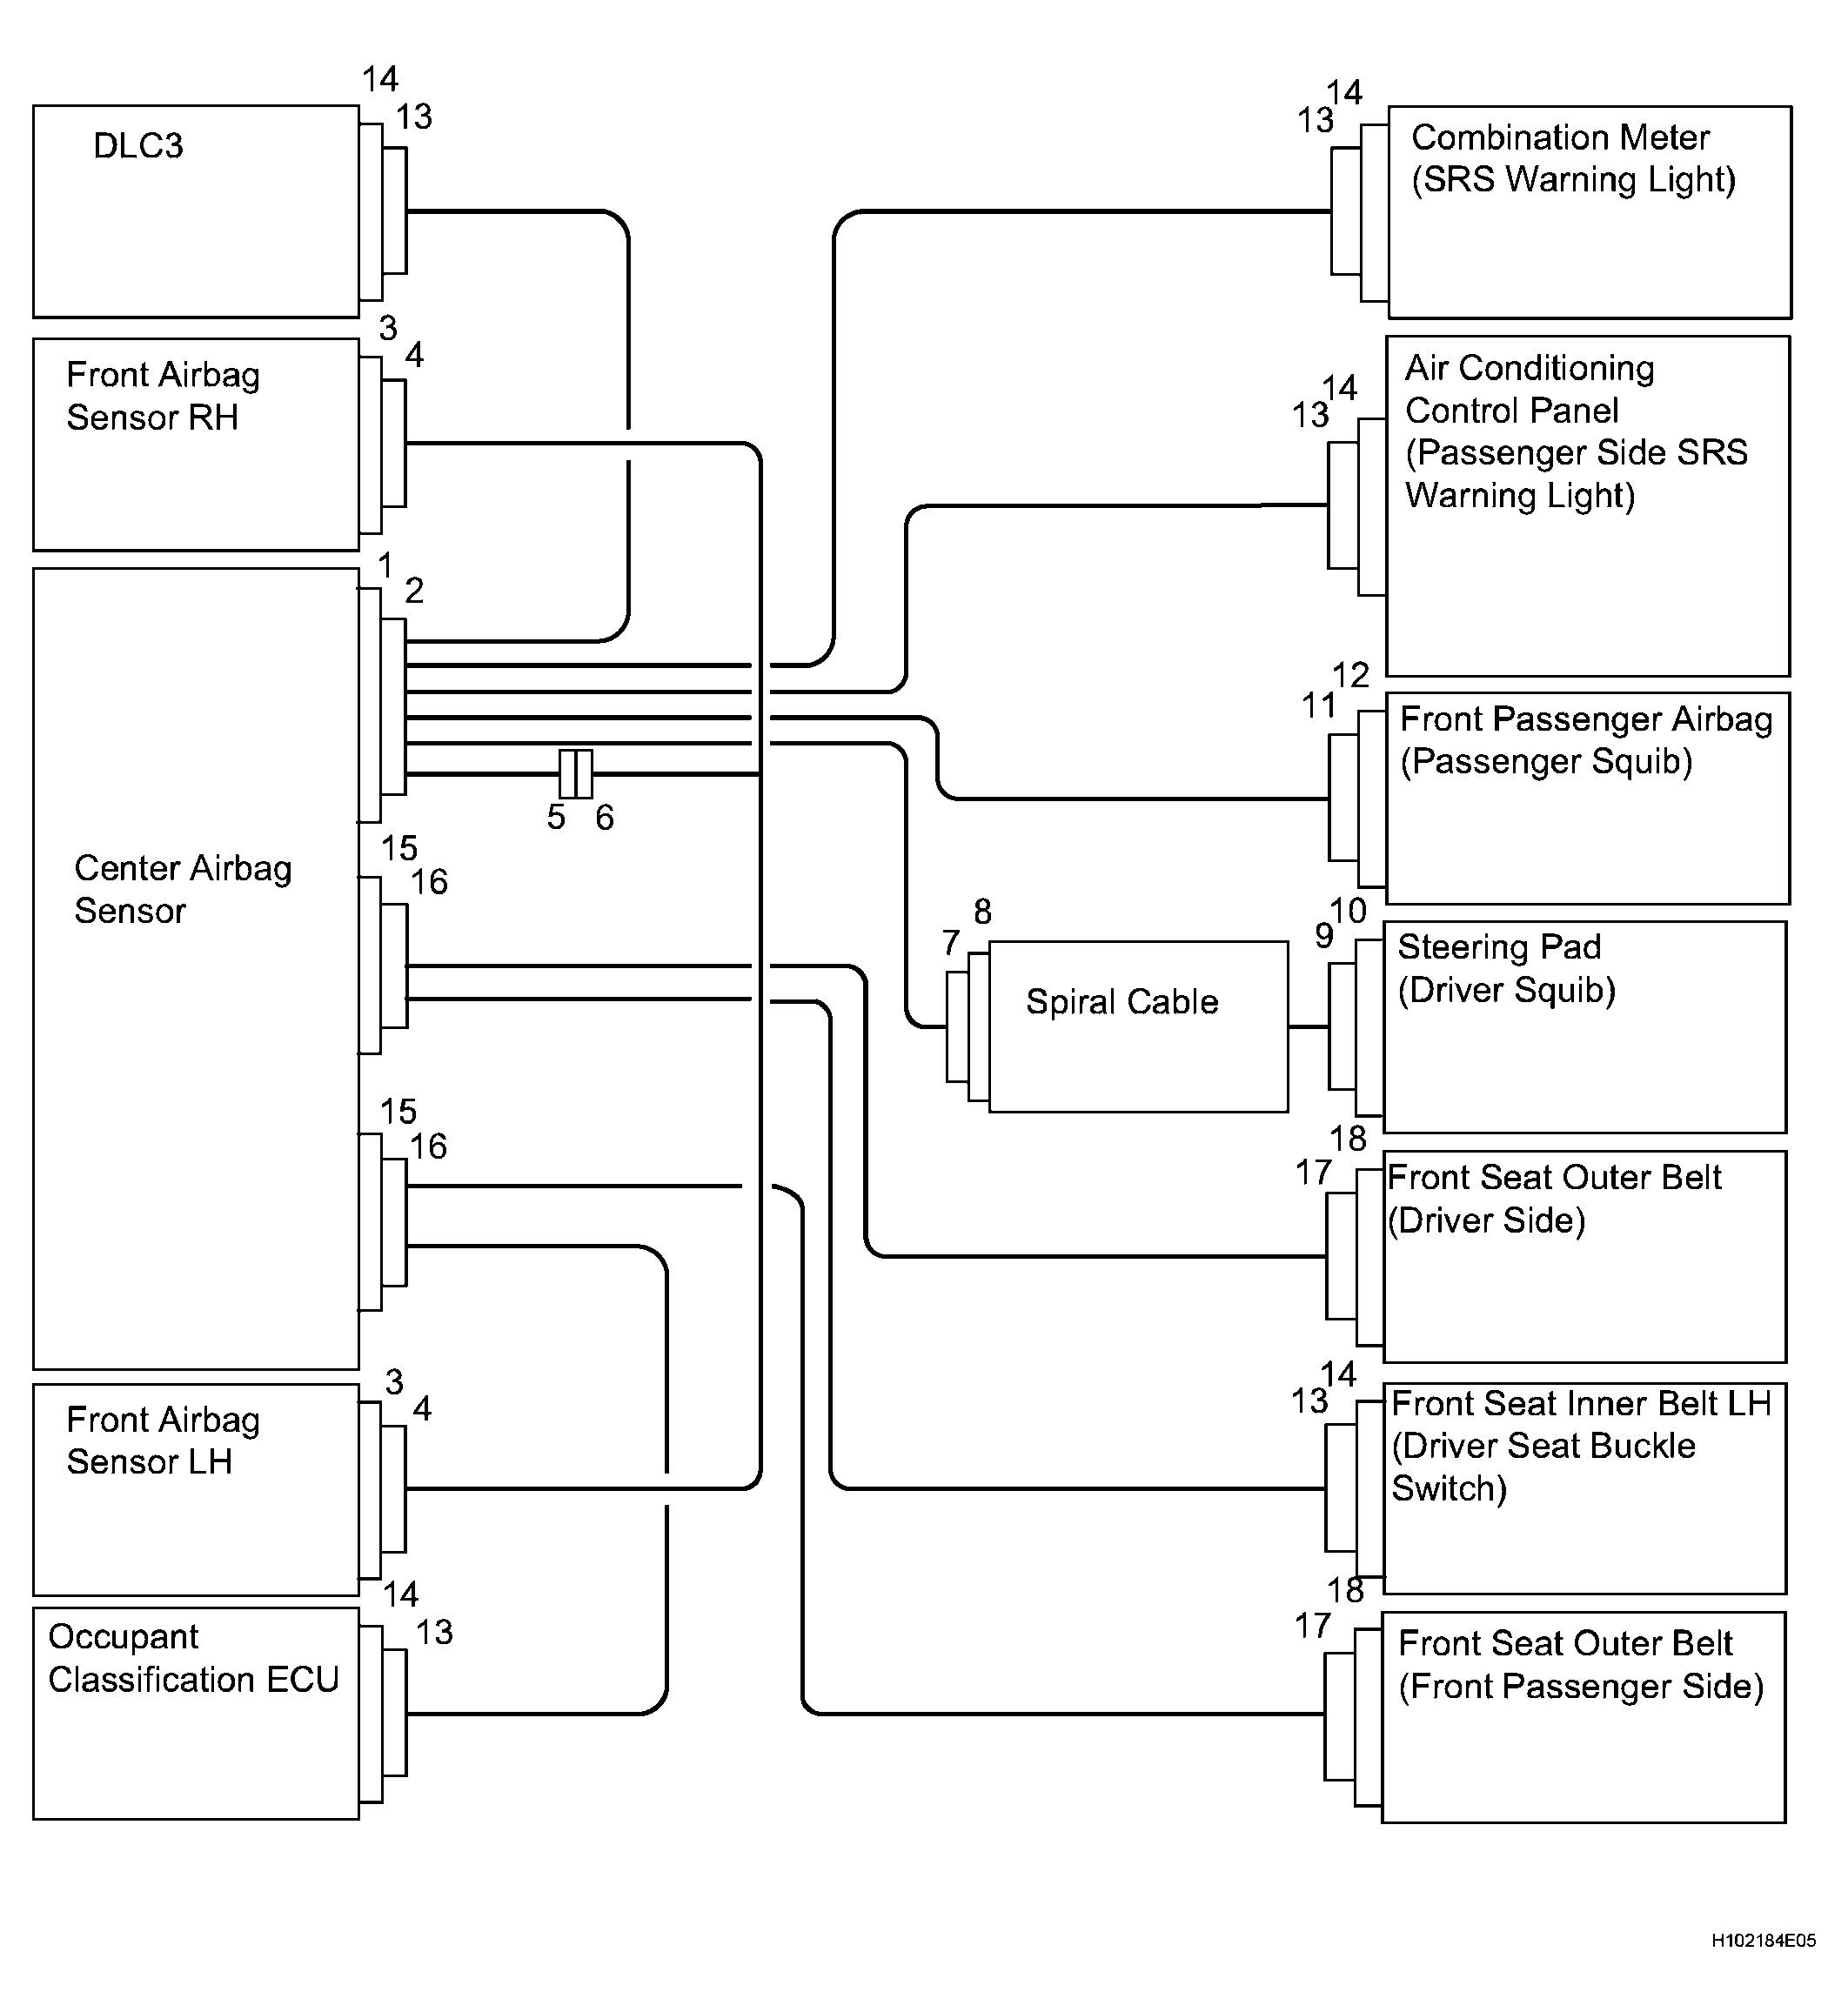 14
13
DLC3
3
4
Front Airbag
Sensor RH
1
2
5
6
15
16
Center Airbag
Sensor
15
16
3
4
Front Airbag
Sensor LH
14
13
Occupant
Classification ECU
14
13
Combination Meter
(SRS Warning Light)
14
13
Air Conditioning
Control Panel
(Passenger Side SRS
Warning Light)
12
11
Front Passenger Airbag
(Passenger Squib)
8
7
Spiral Cable
10
9
Steering Pad
(Driver Squib)
18
17
Front Seat Outer Belt
(Driver Side)
14
13
Front Seat Inner Belt LH
(Driver Seat Buckle
Switch)
18
17
Front Seat Outer Belt
(Front Passenger Side)
H102184E05